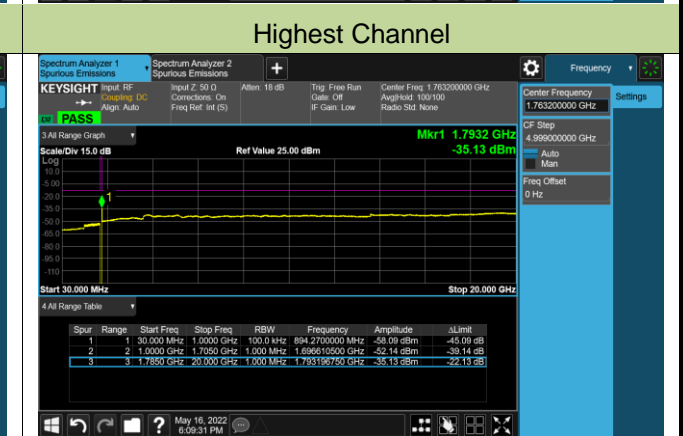 Highest Channel
Spectrum Analyzer 1
Spurious Emissions
Spectrum Analyzer 2
Spurious Emissions
+
Frequency
KEYSIGHT
Input: RF
Coupling: DC
Align: Auto
Input Z: 50 Ω
Corrections: On
Freq Ref: Int (S)
Atten: 18 dB
Trig: Free Run
Gate: Off
IF Gain: Low
Center Freq: 1.763200000 GHz
Avg|Hold: 100/100
Radio Std: None
PASS
Center Frequency
1.763200000 GHz
Settings
CF Step
4.999000000 GHz
Auto
Man
Freq Offset
0 Hz
3 All Range Graph
Mkr1 1.7932 GHz
Scale/Div 15.0 dB
Ref Value 25.00 dBm
-35.13 dBm
Log
10.0
-5.00
-20.0
-35.0
-50.0
-65.0
-80.0
-95.0
-110
1
Start 30.000 MHz
Stop 20.000 GHz
4 All Range Table
Spur Range Start Freq Stop Freq RBW Frequency Amplitude ΔLimit
1 1 30.000 MHz 1.0000 GHz 100.0 kHz 894.2700000 MHz -58.09 dBm -45.09 dB
2 2 1.0000 GHz 1.7050 GHz 1.000 MHz 1.696610500 GHz -52.14 dBm -39.14 dB
3 3 1.7850 GHz 20.000 GHz 1.000 MHz 1.793196750 GHz -35.13 dBm -22.13 dB
?
May 16, 2022
6:09:31 PM